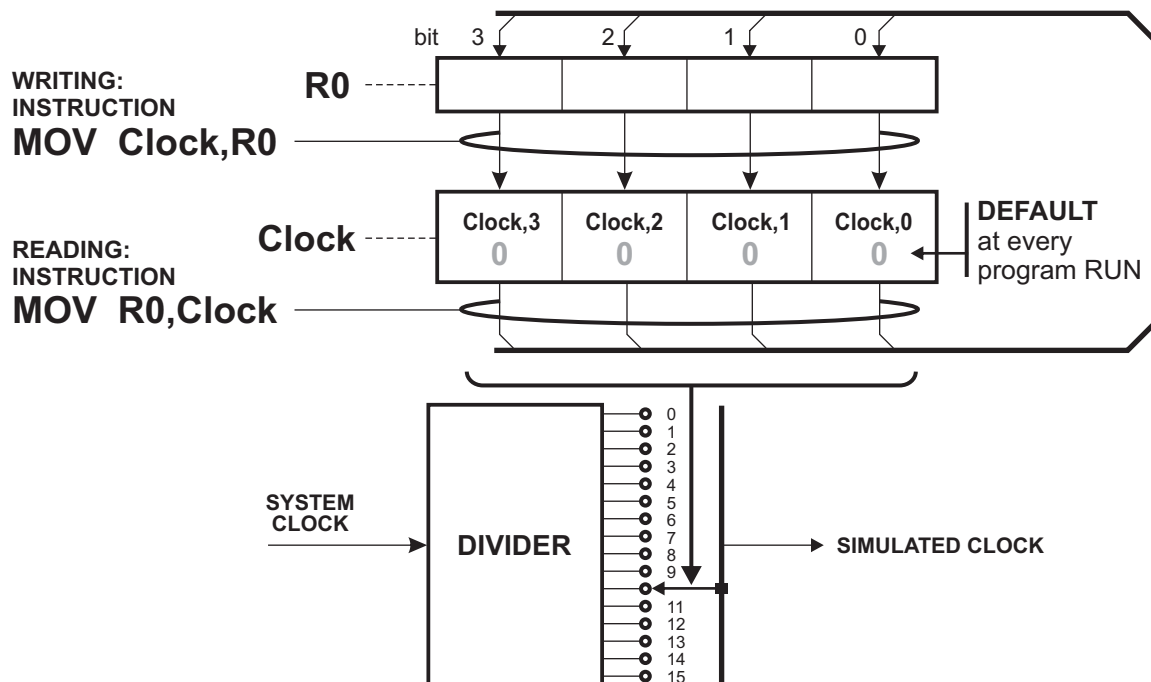 bit 3 2 1 0
WRITING:
INSTRUCTION
MOV Clock,R0
R0
Clock,3 Clock,2 Clock,1 Clock,0
0 0 0 0
Clock
DEFAULT
at every
program RUN
READING:
INSTRUCTION
MOV R0,Clock
0
1
2
3
4
5
6
7
8
9
11
12
13
14
15
SYSTEM
CLOCK
DIVIDER
SIMULATED CLOCK